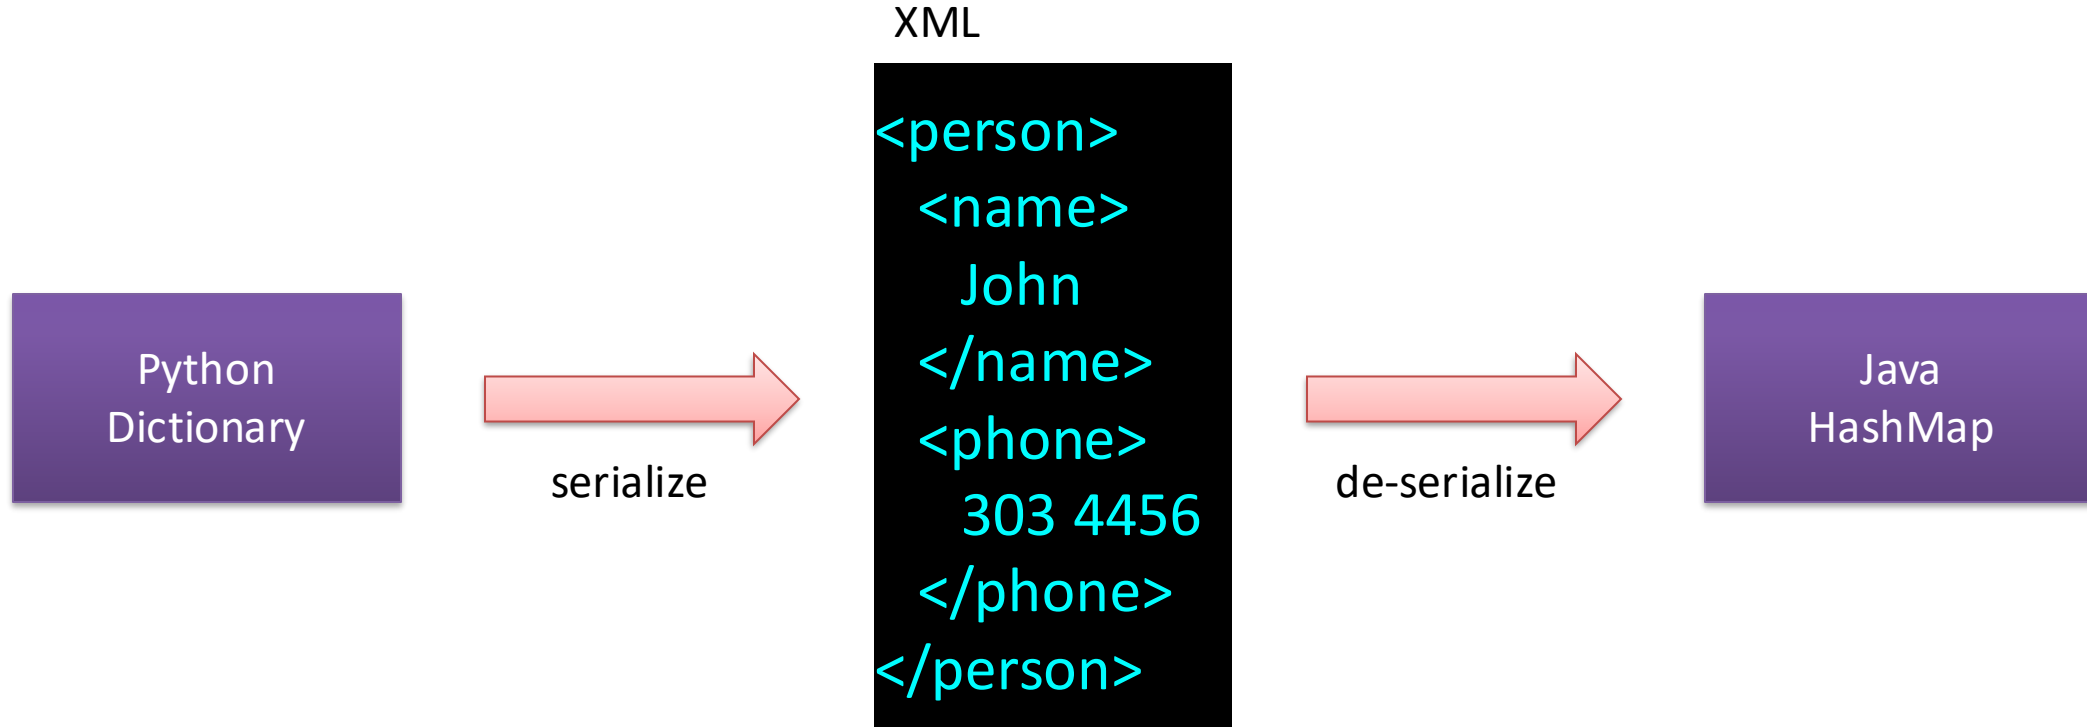 XML
Python
Dictionary
serialize
<person>
<name>
John
</name>
<phone>
303 4456
</phone>
</person>
de-serialize
Java
HashMap